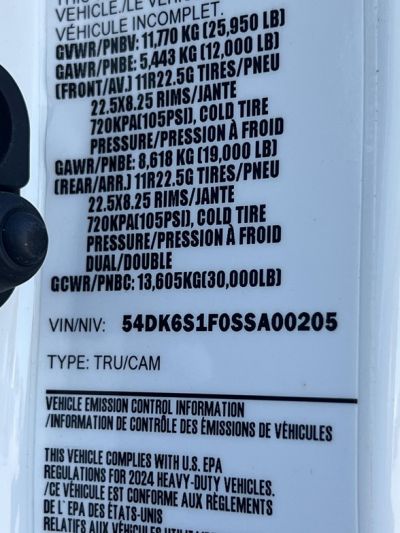 VEHICLE./LE VÉHICULE
VÉHICULE INCOMPLET.
GVWR/PNBV: 11,770 KG (25,950 LB)
GAWR/PNBE: 5,443 KG (12,000 LB)
(FRONT/AV.) 11R22.5G TIRES/PNEU
22.5X8.25 RIMS/JANTE
720KPA(105PSI), COLD TIRE
PRESSURE/PRESSION À FROID
GAWR/PNBE: 8,618 KG (19,000 LB)
(REAR/ARR.) 11R22.5G TIRES/PNEU
22.5X8.25 RIMS/JANTE
720KPA(105PSI), COLD TIRE
PRESSURE/PRESSION À FROID
DUAL/DOUBLE
GCWR/PNBC: 13,605KG(30,000LB)
VIN/NIV: 54DK6S1F0SSA00205
TYPE: TRU/CAM
VEHICLE EMISSION CONTROL INFORMATION
/INFORMATION DE CONTRÔLE DES ÉMISSIONS DE VÉHICULES
THIS VEHICLE COMPLIES WITH U.S. EPA
REGULATIONS FOR 2024 HEAVY-DUTY VEHICLES.
/CE VÉHICULE EST CONFORME AUX RÈGLEMENTS
DE L'EPA DES ÉTATS-UNIS
RELATIFS AUX VÉHICULES